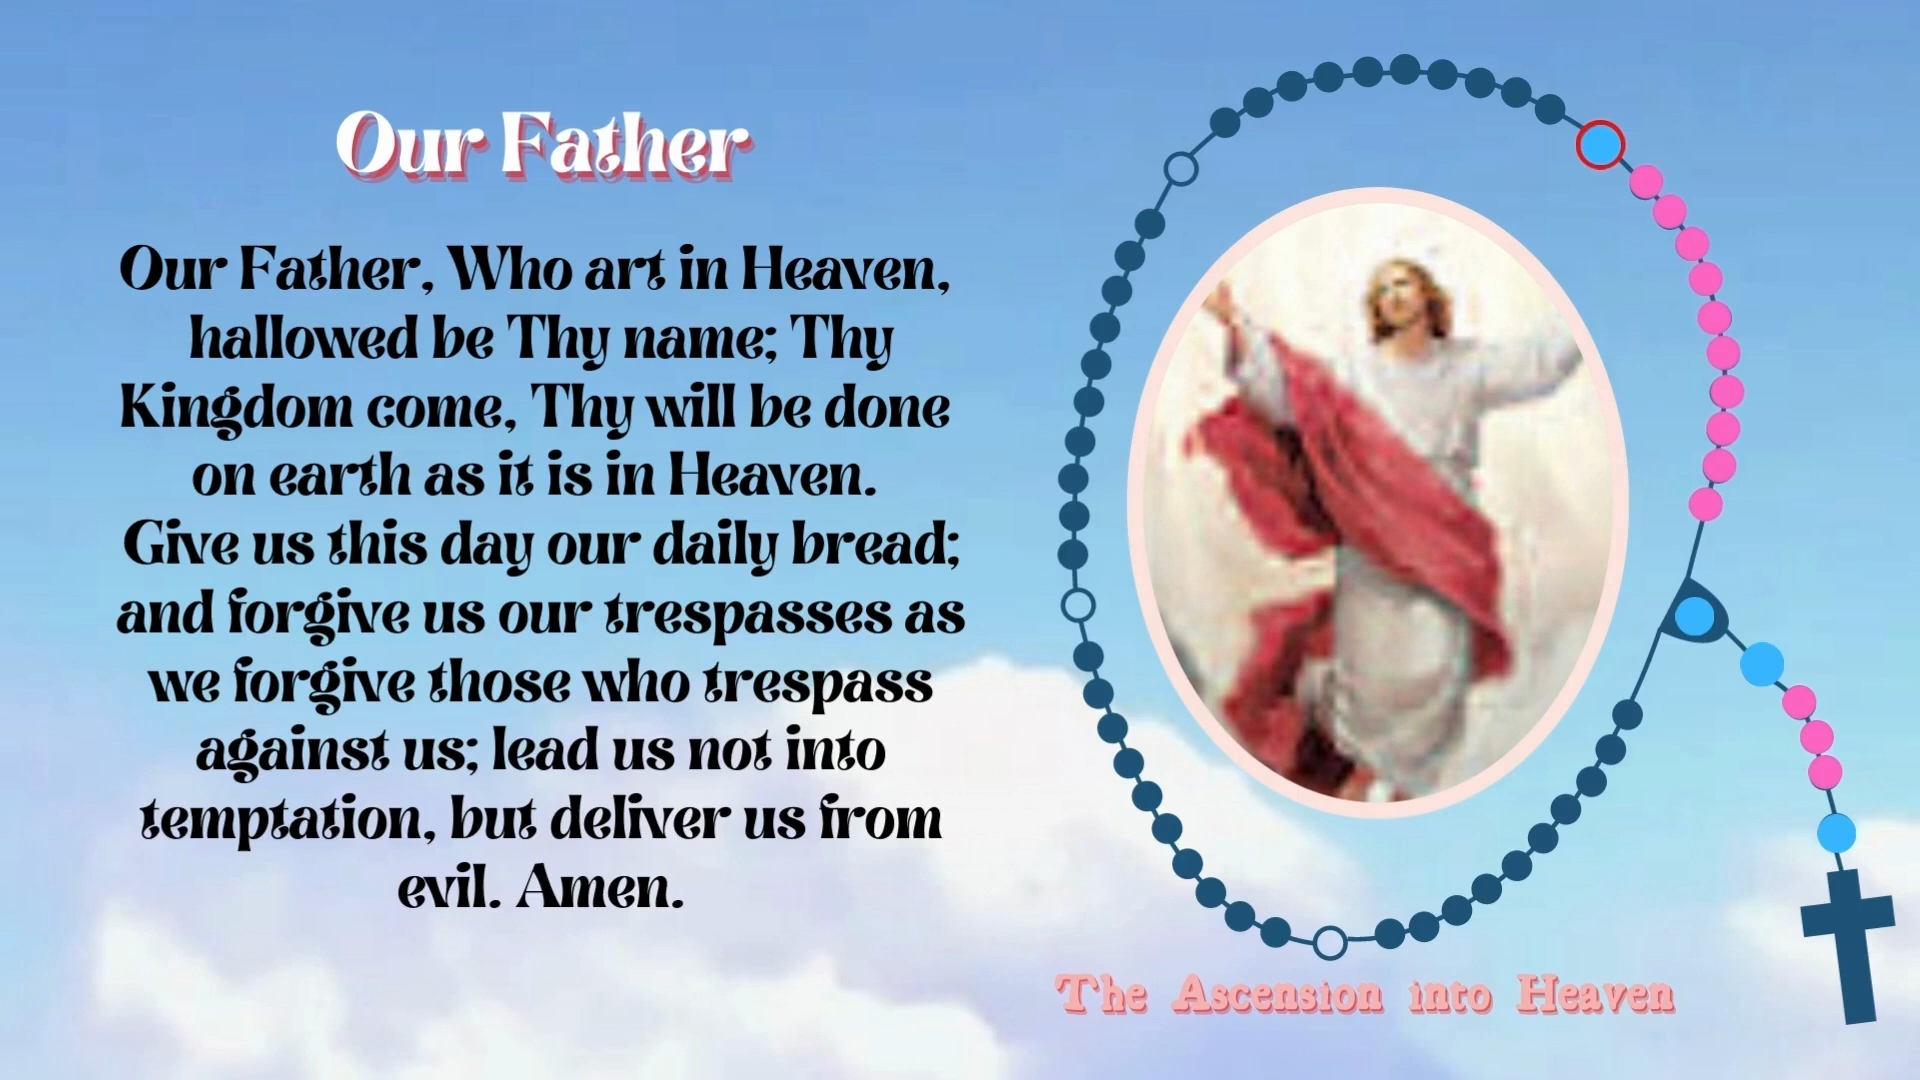 Our Father
Our Father, Who art in Heaven,
hallowed be Thy name; Thy
Kingdom come, Thy will be done
on earth as it is in Heaven.
Give us this day our daily bread;
and forgive us our trespasses as
we forgive those who trespass
against us; lead us not into
temptation, but deliver us from
evil. Amen.
The Ascension into Heaven